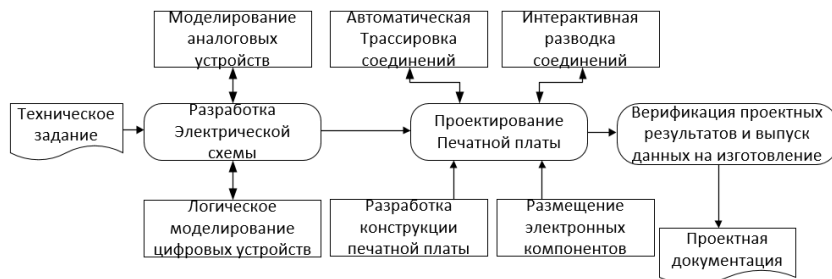 Моделирование
аналоговых
устройств
Автоматическая
Трассировка
соединений
Интерактивная
разводка
соединений
Техническое
задание
Разработка
Электрической
схемы
Проектирование
Печатной платы
Верификация проектных
результатов и выпуск
данных на изготовление
Логическое
моделирование
цифровых устройств
Разработка
конструкции
печатной платы
Размещение
электронных
компонентов
Проектная
документация